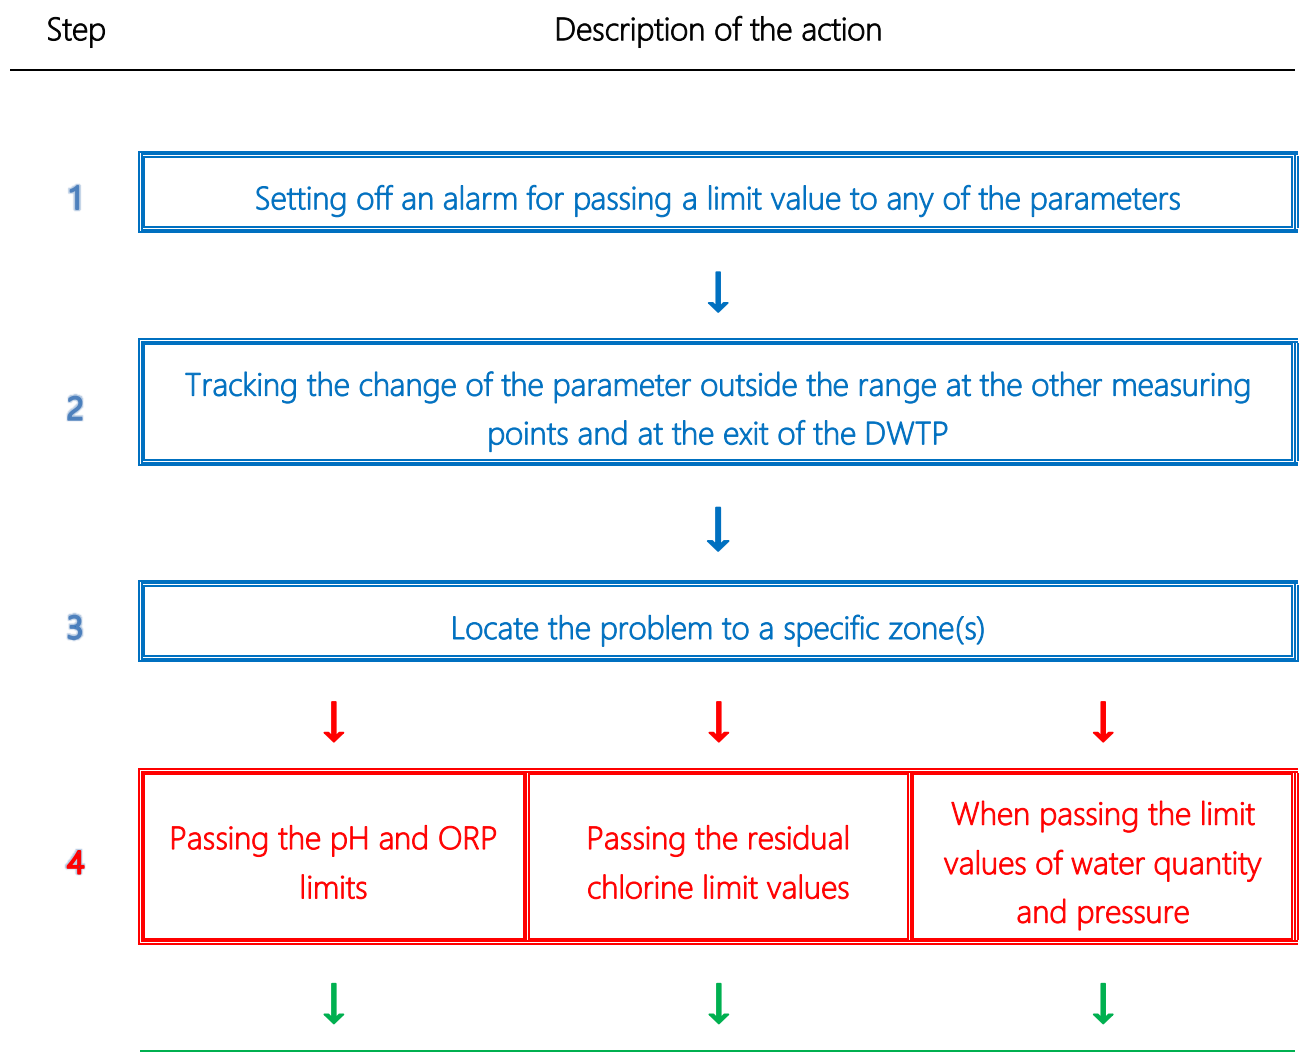 Step Description of the action
1 Setting off an alarm for passing a limit value to any of the parameters
↓
2 Tracking the change of the parameter outside the range at the other measuring
points and at the exit of the DWTP
↓
3 Locate the problem to a specific zone(s)
↓ ↓ ↓
4
Passing the pH and ORP
limits
Passing the residual
chlorine limit values
When passing the limit
values of water quantity
and pressure
↓ ↓ ↓